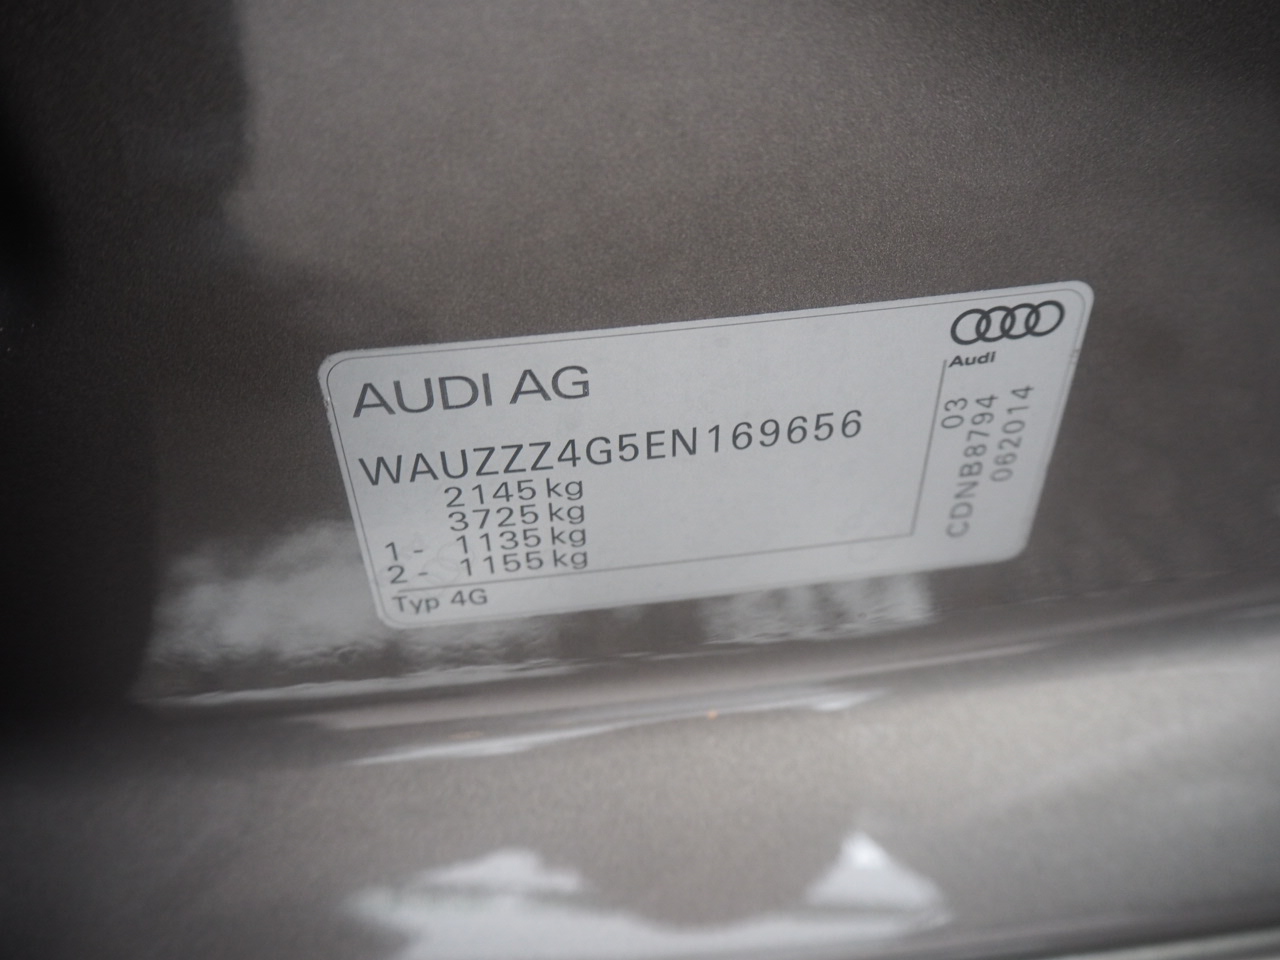 AUDI AG
WAUZZZ4G5EN169656
2145 kg
3725 kg
1 - 1135 kg
2 - 1155 kg
Typ 4G
Audi
03
CDNB8794
062014